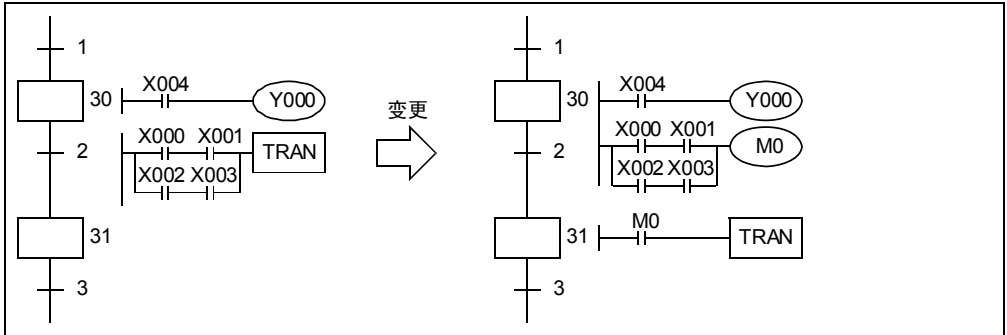 1
30 X004 Y000
2 X000 X001 TRAN
X002 X003
31
3
变更
1
30 X004 Y000
X000 X001 M0
2
X002 X003
31 M0 TRAN
3